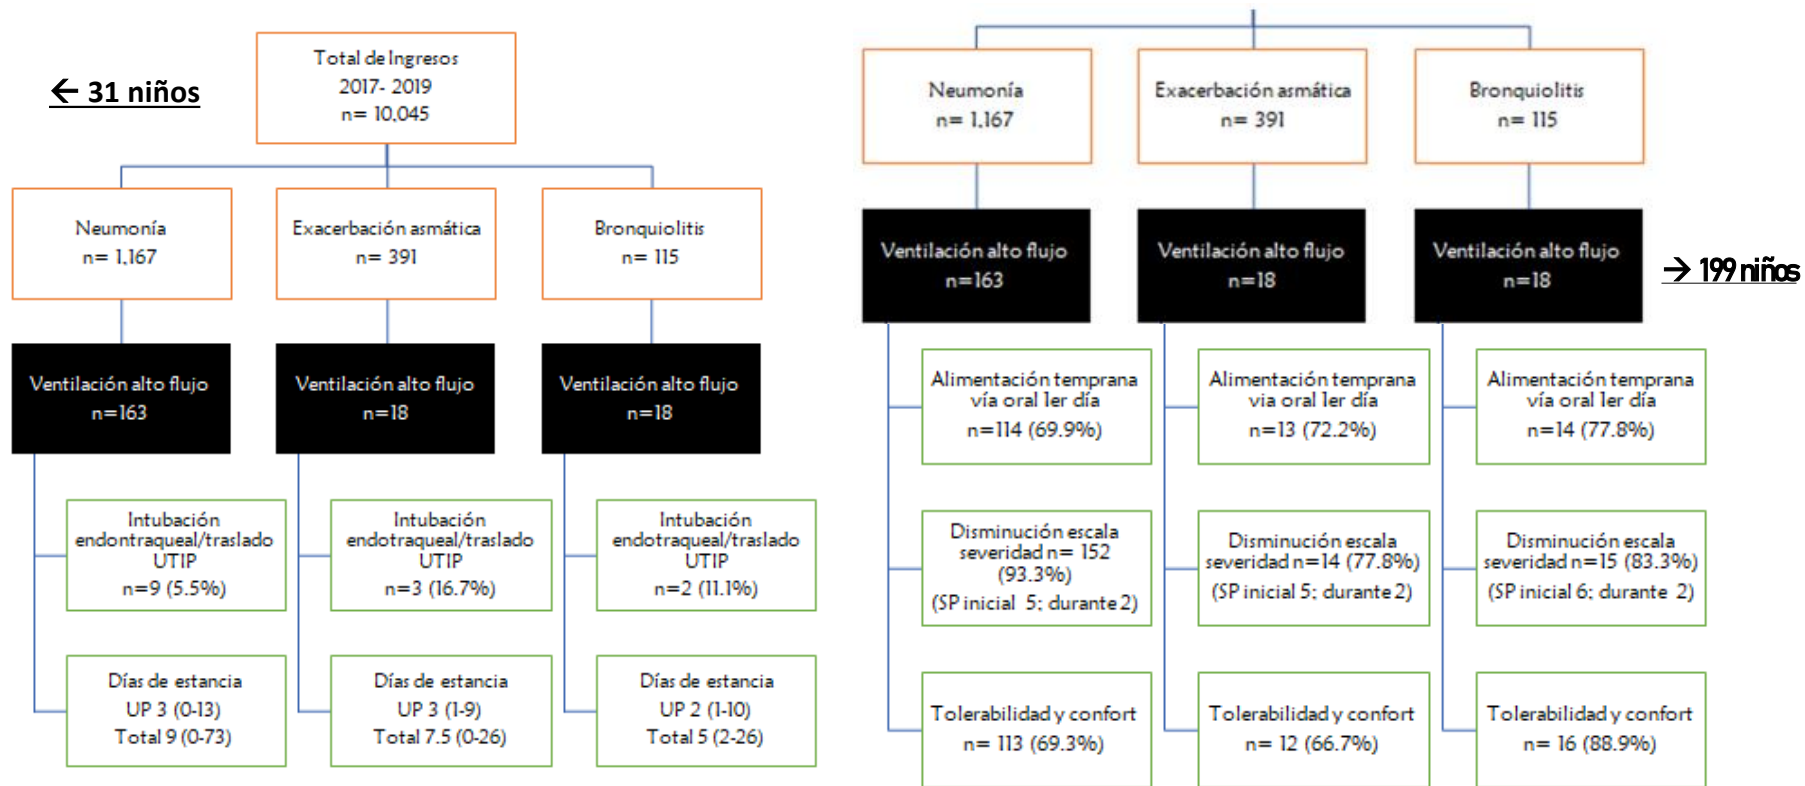 ← 31 niños
Total de Ingresos
2017- 2019
n= 10,045
Neumonía
n= 1,167
Exacerbación asmática
n= 391
Bronquiolitis
n= 115
Ventilación alto flujo
n=163
Ventilación alto flujo
n=18
Ventilación alto flujo
n=18
Intubación
endontraqueal/traslado
UTIP
n=9 (5.5%)
Intubación
endotraqueal/traslado
UTIP
n=3 (16.7%)
Intubación
endotraqueal/traslado
UTIP
n=2 (11.1%)
Días de estancia
UP 3 (0-13)
Total 9 (0-73)
Días de estancia
UP 3 (1-9)
Total 7.5 (0-26)
Días de estancia
UP 2 (1-10)
Total 5 (2-26)
Neumonía
n= 1,167
Exacerbación asmática
n= 391
Bronquiolitis
n= 115
Ventilación alto flujo
n=163
Ventilación alto flujo
n=18
Ventilación alto flujo
n=18
→ 199 niños
Alimentación temprana
vía oral 1er día
n=114 (69.9%)
Alimentación temprana
via oral 1er día
n=13 (72.2%)
Alimentación temprana
vía oral 1er día
n=14 (77.8%)
Disminución escala
severidad n= 152
(93.3%)
(SP inicial 5; durante 2)
Disminución escala
severidad n=14 (77.8%)
(SP inicial 5; durante 2)
Disminución escala
severidad n=15 (83.3%)
(SP inicial 6; durante 2)
Tolerabilidad y confort
n= 113 (69.3%)
Tolerabilidad y confort
n= 12 (66.7%)
Tolerabilidad y confort
n= 16 (88.9%)